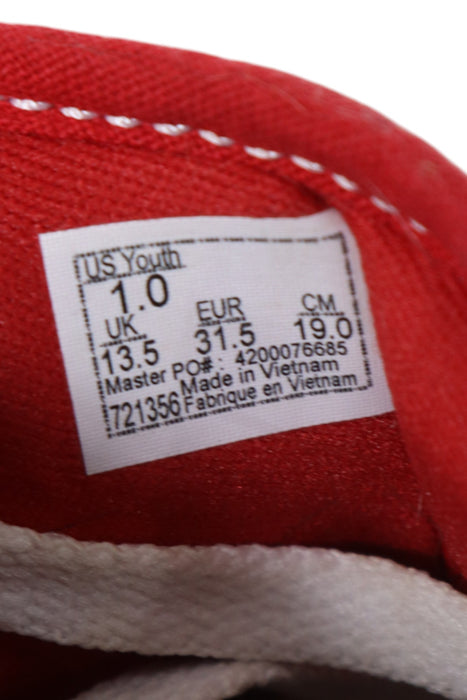 US Youth
1.0
UK EUR CM
13.5 31.5 19.0
Master PO# : 4200076685
Made in Vietnam
721356 Fabrique en Vietnam